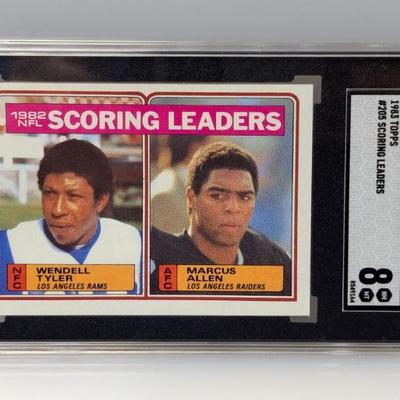 1982
NFL
SCORING LEADERS
NFC
WENDELL
TYLER
LOS ANGELES RAMS
AFC
MARCUS
ALLEN
LOS ANGELES RAIDERS
1983 TOPPS
#205 SCORING LEADERS
8
NM
MT